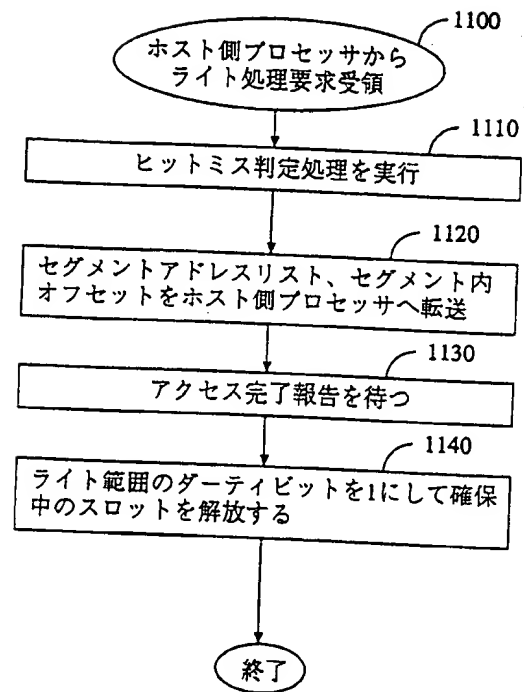 1100
ホスト側プロセッサから
ライト処理要求受領
1110
ヒットミス判定処理を実行
1120
セグメントアドレスリスト、セグメント内
オフセットをホスト側プロセッサへ転送
1130
アクセス完了報告を待つ
1140
ライト範囲のダーティビットを1にして確保
中のスロットを解放する
終了